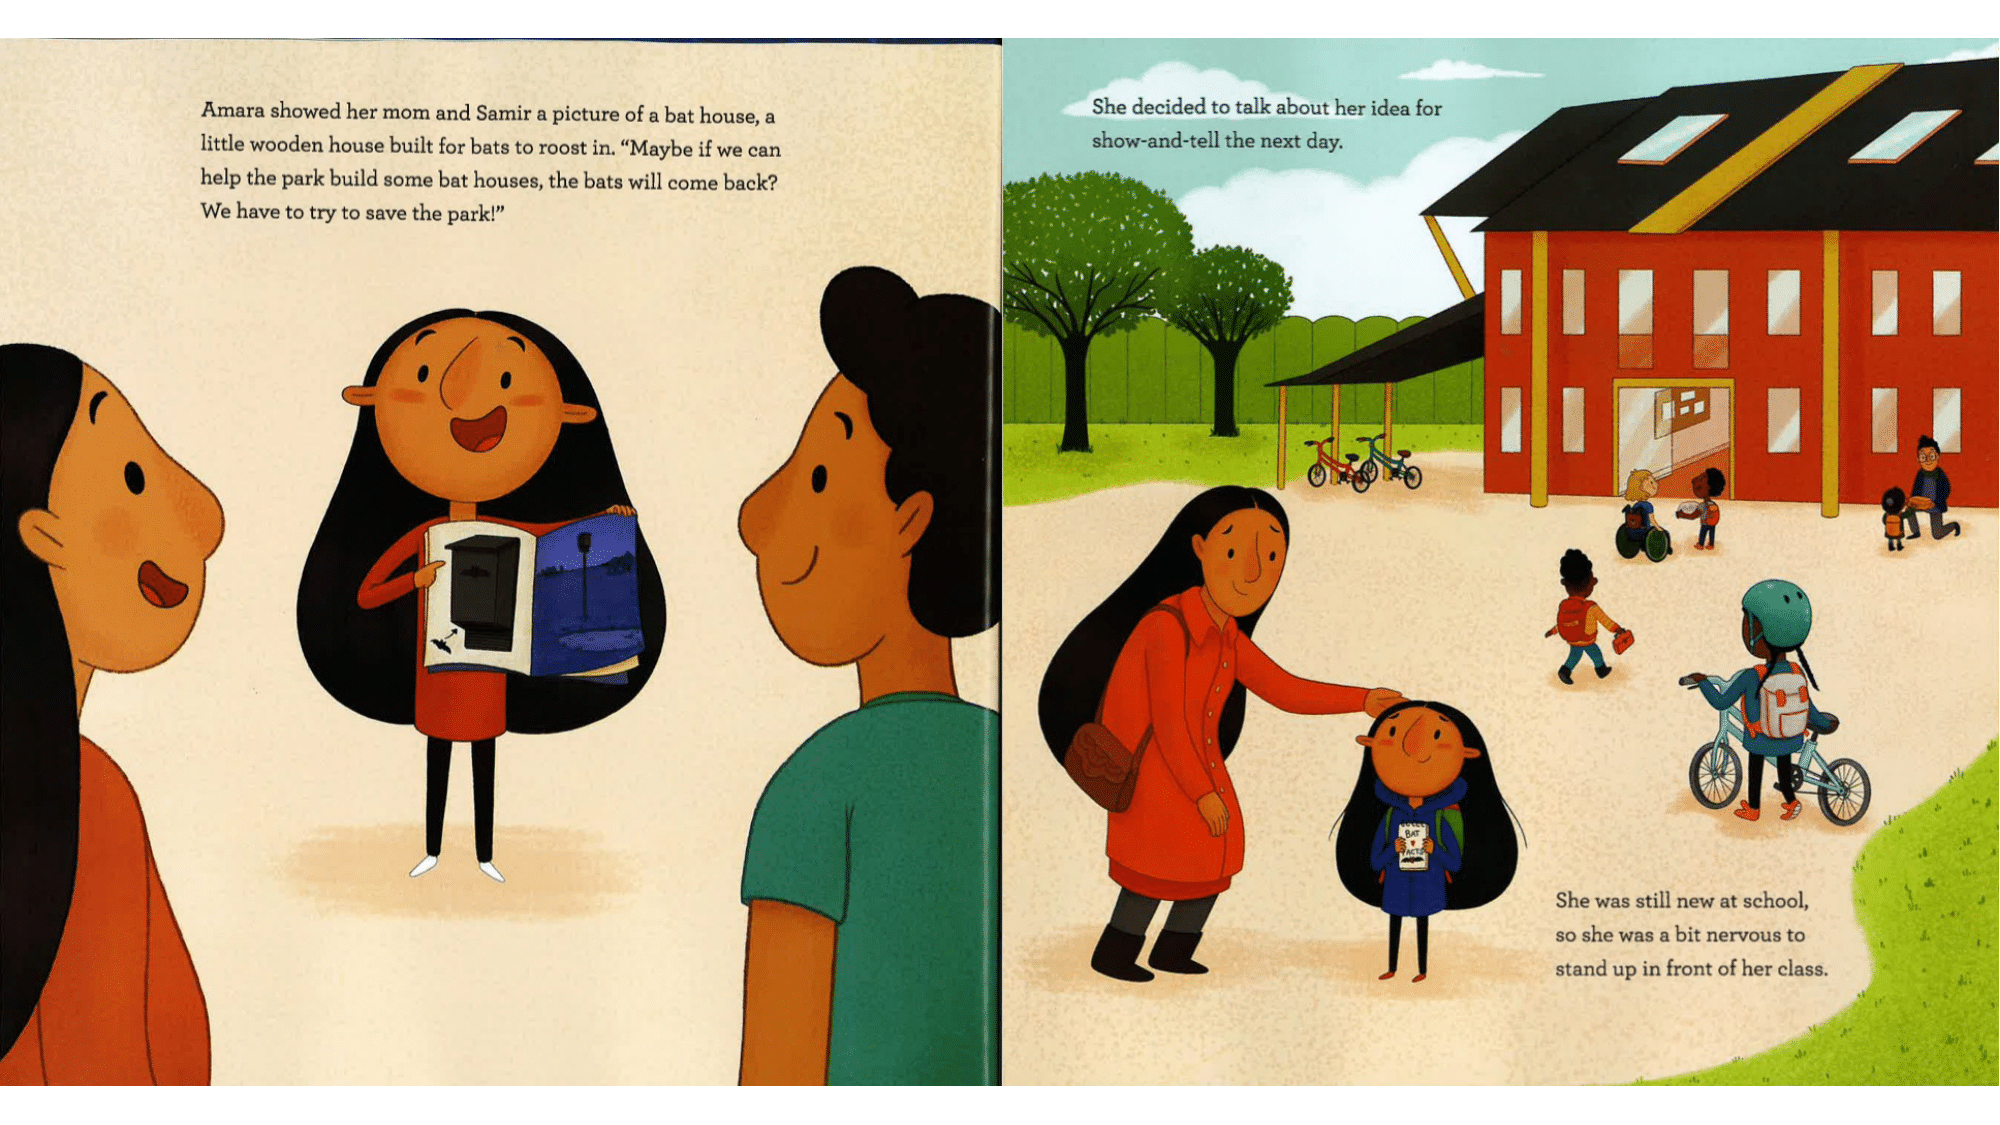 Amara showed her mom and Samir a picture of a bat house, a
little wooden house built for bats to roost in. “Maybe if we can
help the park build some bat houses, the bats will come back?
We have to try to save the park!”
She decided to talk about her idea for
show-and-tell the next day.
BAT
FACTS
She was still new at school,
so she was a bit nervous to
stand up in front of her class.